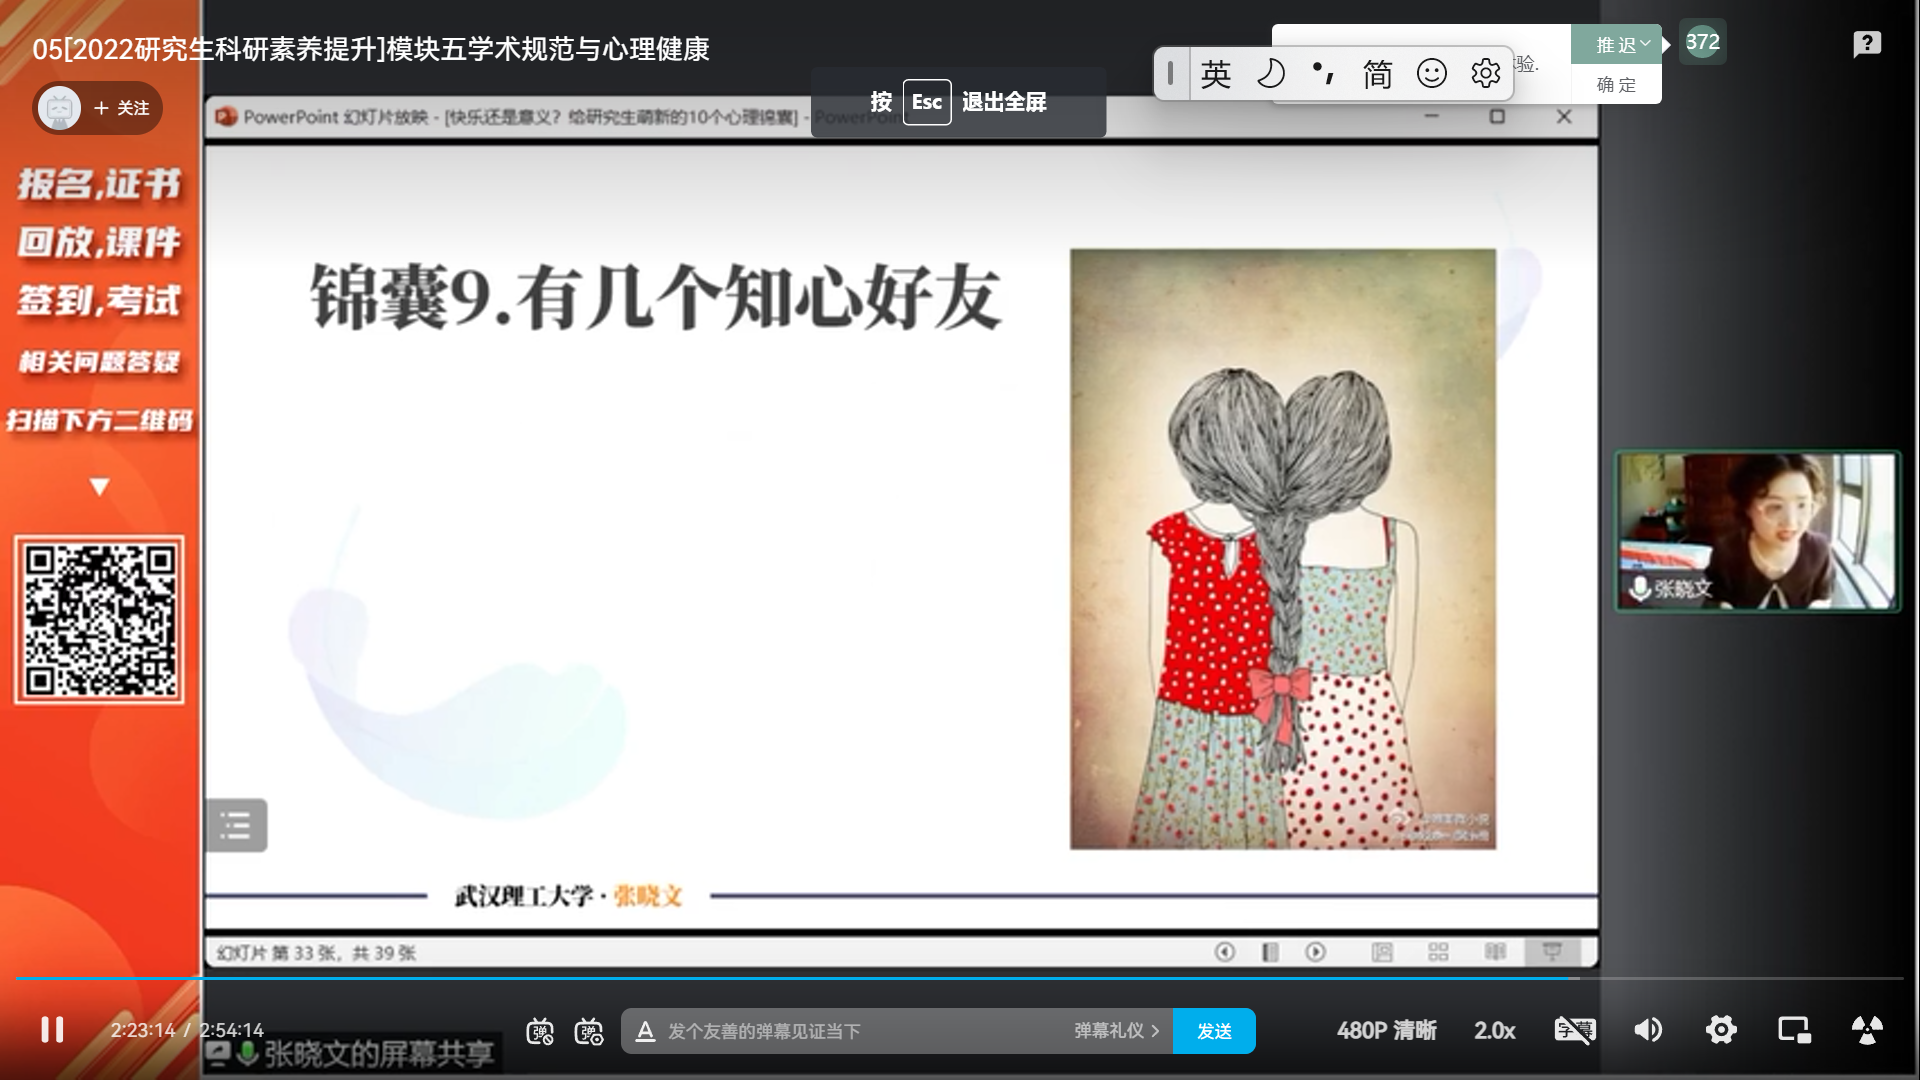 05[2022研究生科研素养提升]模块五学术规范与心理健康
+ 关注
报名,证书
回放,课件
签到,考试
相关问题答疑
扫描下方二维码
按 Esc 退出全屏
英 简
验.
推迟
确定
372
PowerPoint 幻灯片放映 - [快乐还是意义？给研究生萌新的10个心理锦囊] - PowerPoint
锦囊9.有几个知心好友
武汉理工大学·张晓文
张晓文
幻灯片 第 33 张，共 39 张
2:23:14 / 2:54:14
弹 弹
A 发个友善的弹幕见证当下
弹幕礼仪 >
发送
480P 清晰
2.0x
字幕
张晓文的屏幕共享